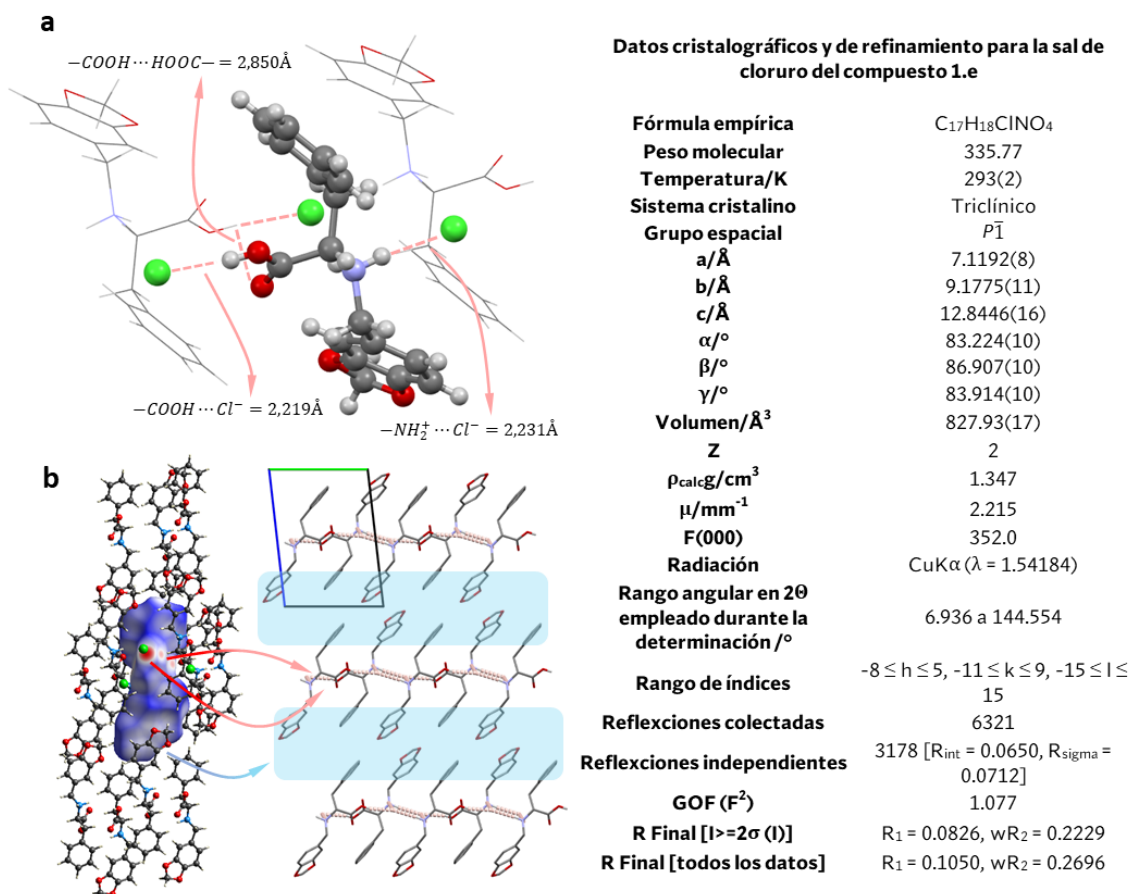 a
−COOH ⋯ HOOC− = 2,850Å
−COOH ⋯ Cl⁻ = 2,219Å
−NH₂⁺ ⋯ Cl⁻ = 2,231Å
b
Datos cristalográficos y de refinamiento para la sal de
cloruro del compuesto 1.e
Fórmula empírica C₁₇H₁₈ClNO₄
Peso molecular 335.77
Temperatura/K 293(2)
Sistema cristalino Triclínico
Grupo espacial P1̅
a/Å 7.1192(8)
b/Å 9.1775(11)
c/Å 12.8446(16)
α/° 83.224(10)
β/° 86.907(10)
γ/° 83.914(10)
Volumen/Å³ 827.93(17)
Z 2
ρcalcg/cm³ 1.347
μ/mm⁻¹ 2.215
F(000) 352.0
Radiación CuKα (λ = 1.54184)
Rango angular en 2Θ
empleado durante la
determinación /°
6.936 a 144.554
Rango de índices
-8 ≤ h ≤ 5, -11 ≤ k ≤ 9, -15 ≤ l ≤
15
Reflexciones colectadas 6321
Reflexciones independientes
3178 [Rint = 0.0650, Rsigma =
0.0712]
GOF (F²) 1.077
R Final [I>=2σ (I)] R₁ = 0.0826, wR₂ = 0.2229
R Final [todos los datos] R₁ = 0.1050, wR₂ = 0.2696